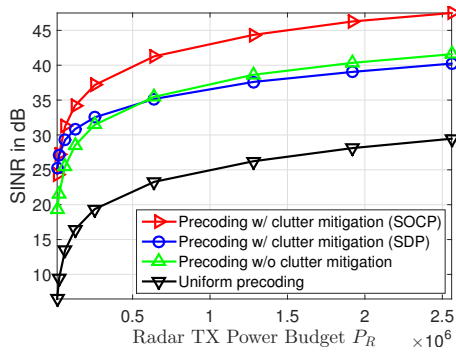 45
40
35
30
25
20
15
10
SINR in dB
Precoding w/ clutter mitigation (SOCP)
Precoding w/ clutter mitigation (SDP)
Precoding w/o clutter mitigation
Uniform precoding
0.5 1 1.5 2 2.5
Radar TX Power Budget P_R ×10^6